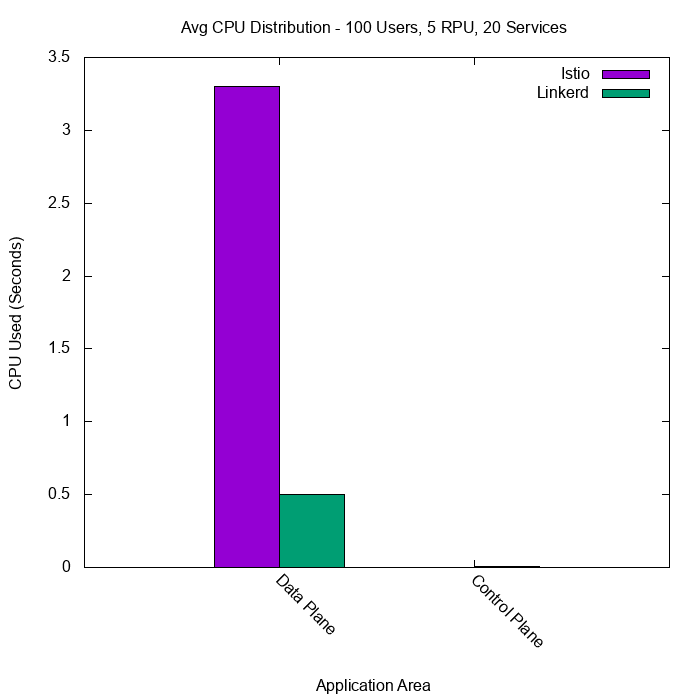 Avg CPU Distribution - 100 Users, 5 RPU, 20 Services
Istio
Linkerd
3.5
3
2.5
2
1.5
1
0.5
0
CPU Used (Seconds)
Data Plane
Control Plane
Application Area